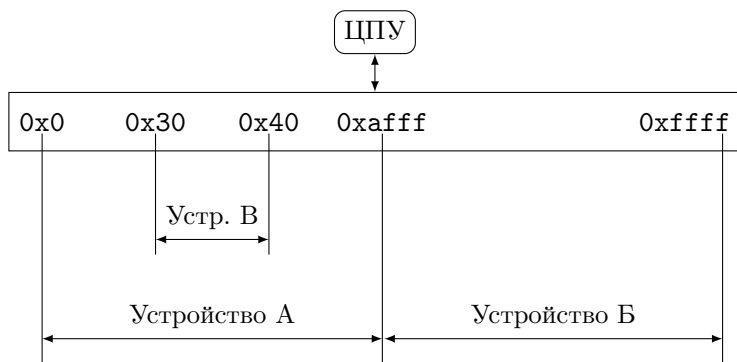 ЦПУ
0x0 0x30 0x40 0xafff 0xffff
Устр. В
Устройство А Устройство Б